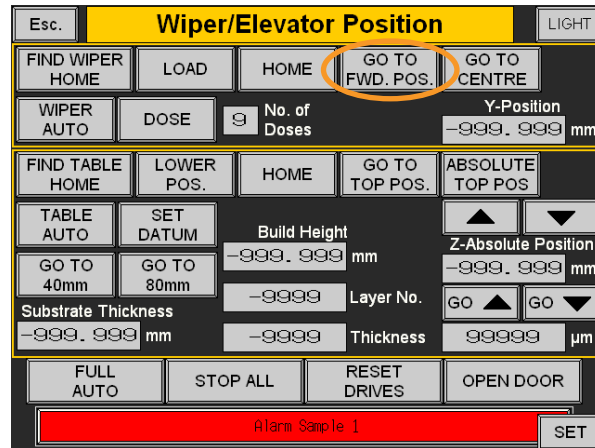 Esc.
Wiper/Elevator Position
LIGHT
FIND WIPER
HOME
LOAD
HOME
GO TO
FWD. POS.
GO TO
CENTRE
WIPER
AUTO
DOSE
9
No. of
Doses
Y-Position
-999.999 mm
FIND TABLE
HOME
LOWER
POS.
HOME
GO TO
TOP POS.
ABSOLUTE
TOP POS
TABLE
AUTO
SET
DATUM
Build Height
-999.999 mm
Z-Absolute Position
-999.999 mm
GO TO
40mm
GO TO
80mm
-9999 Layer No.
GO ▲
GO ▼
Substrate Thickness
-999.999 mm
-9999 Thickness
99999 µm
FULL
AUTO
STOP ALL
RESET
DRIVES
OPEN DOOR
Alarm Sample 1
SET